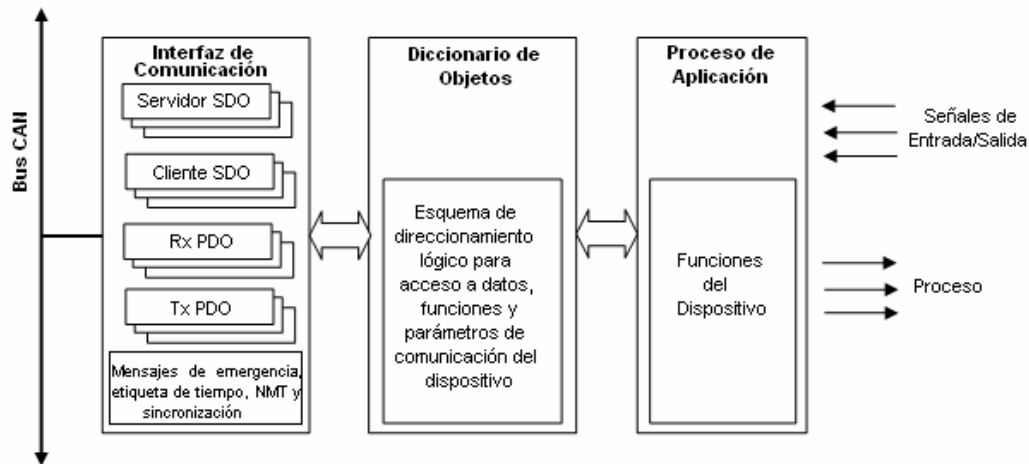 Bus CAN
Interfaz de
Comunicación
Servidor SDO
Cliente SDO
Rx PDO
Tx PDO
Mensajes de emergencia,
etiqueta de tiempo, NMT y
sincronización
Diccionario de
Objetos
Esquema de
direccionamiento
lógico para
acceso a datos,
funciones y
parámetros de
comunicación del
dispositivo
Proceso de
Aplicación
Funciones
del
Dispositivo
Señales de
Entrada/Salida
Proceso